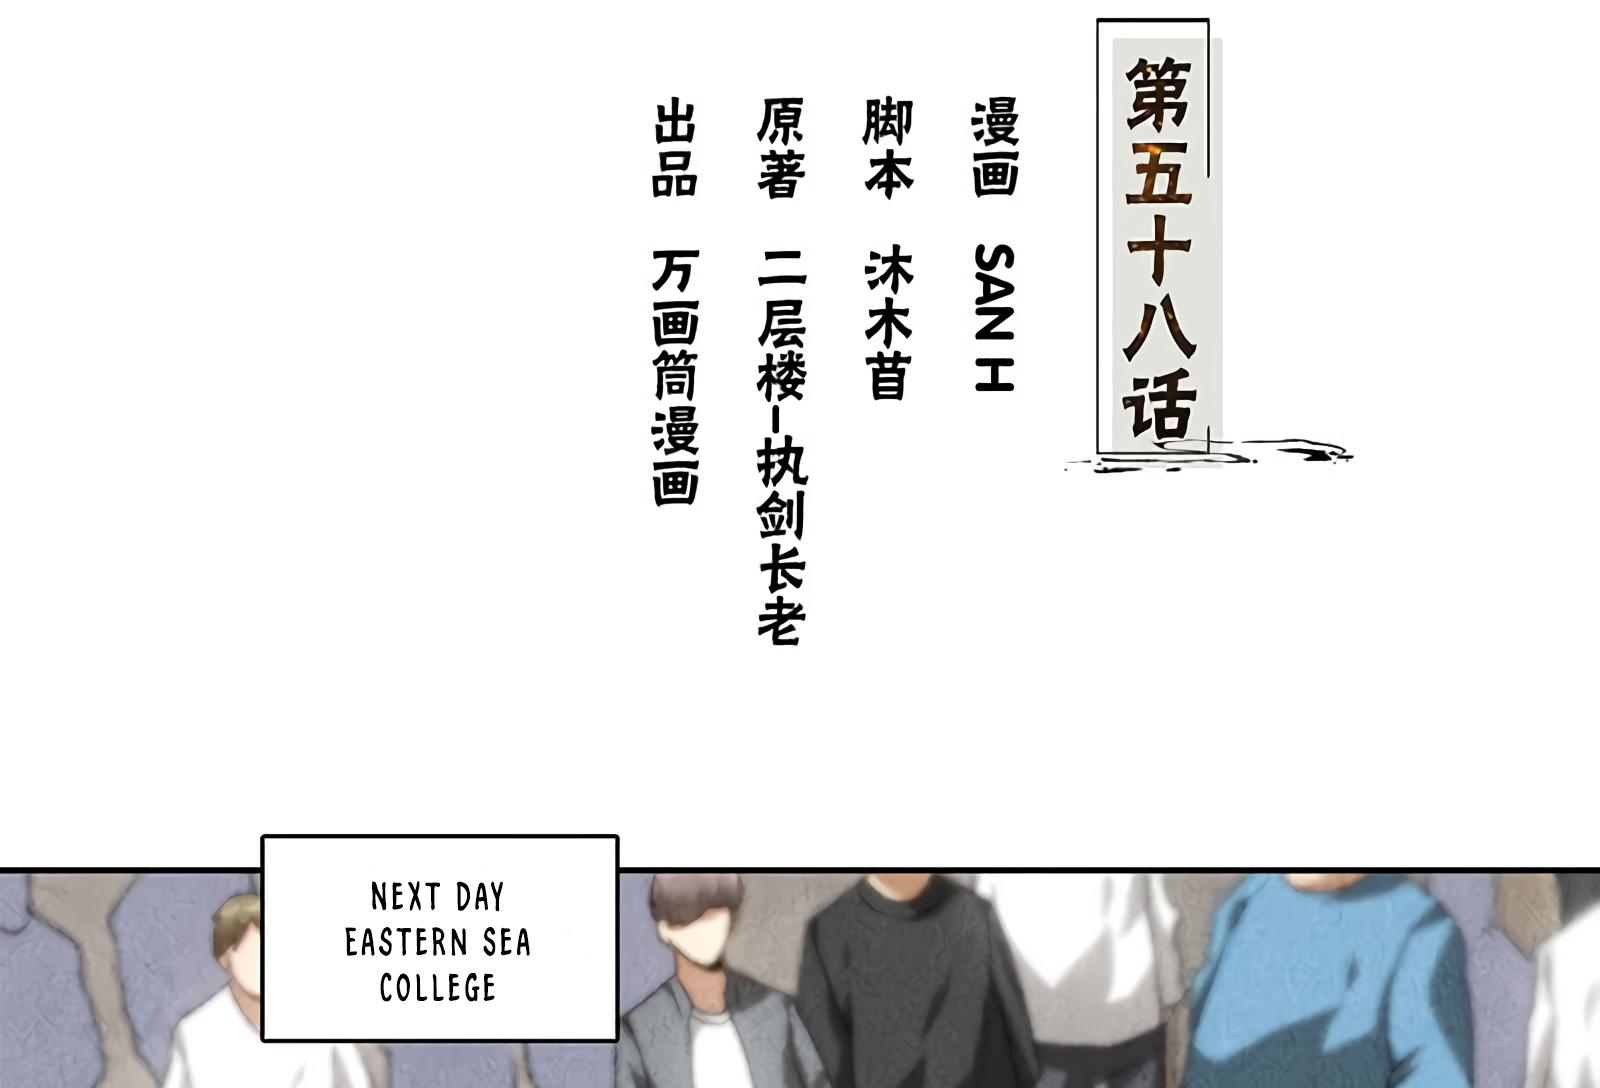 第五十八话
漫画 SAN H
脚本 沐木苜
原著 二层楼-执剑长老
出品 万画筒漫画
NEXT DAY
EASTERN SEA
COLLEGE